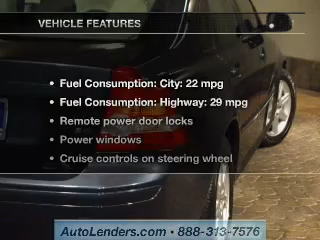 VEHICLE FEATURES
• Fuel Consumption: City: 22 mpg
• Fuel Consumption: Highway: 29 mpg
• Remote power door locks
• Power windows
• Cruise controls on steering wheel
AutoLenders.com • 888-313-7576